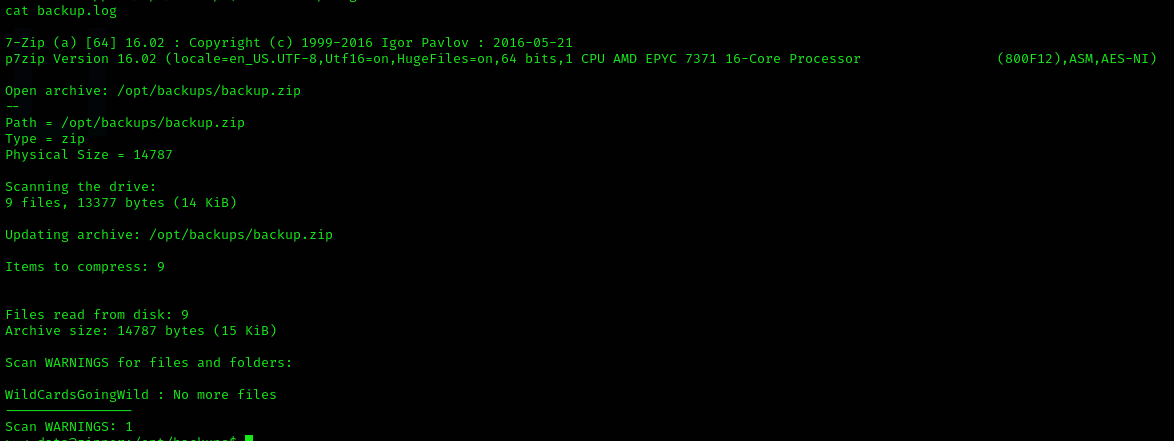 cat backup.log
7-Zip (a) [64] 16.02 : Copyright (c) 1999-2016 Igor Pavlov : 2016-05-21
p7zip Version 16.02 (locale=en_US.UTF-8,Utf16=on,HugeFiles=on,64 bits,1 CPU AMD EPYC 7371 16-Core Processor                 (800F12),ASM,AES-NI)
Open archive: /opt/backups/backup.zip
--
Path = /opt/backups/backup.zip
Type = zip
Physical Size = 14787
Scanning the drive:
9 files, 13377 bytes (14 KiB)
Updating archive: /opt/backups/backup.zip
Items to compress: 9
Files read from disk: 9
Archive size: 14787 bytes (15 KiB)
Scan WARNINGS for files and folders:
WildCardsGoingWild : No more files
----------------
Scan WARNINGS: 1